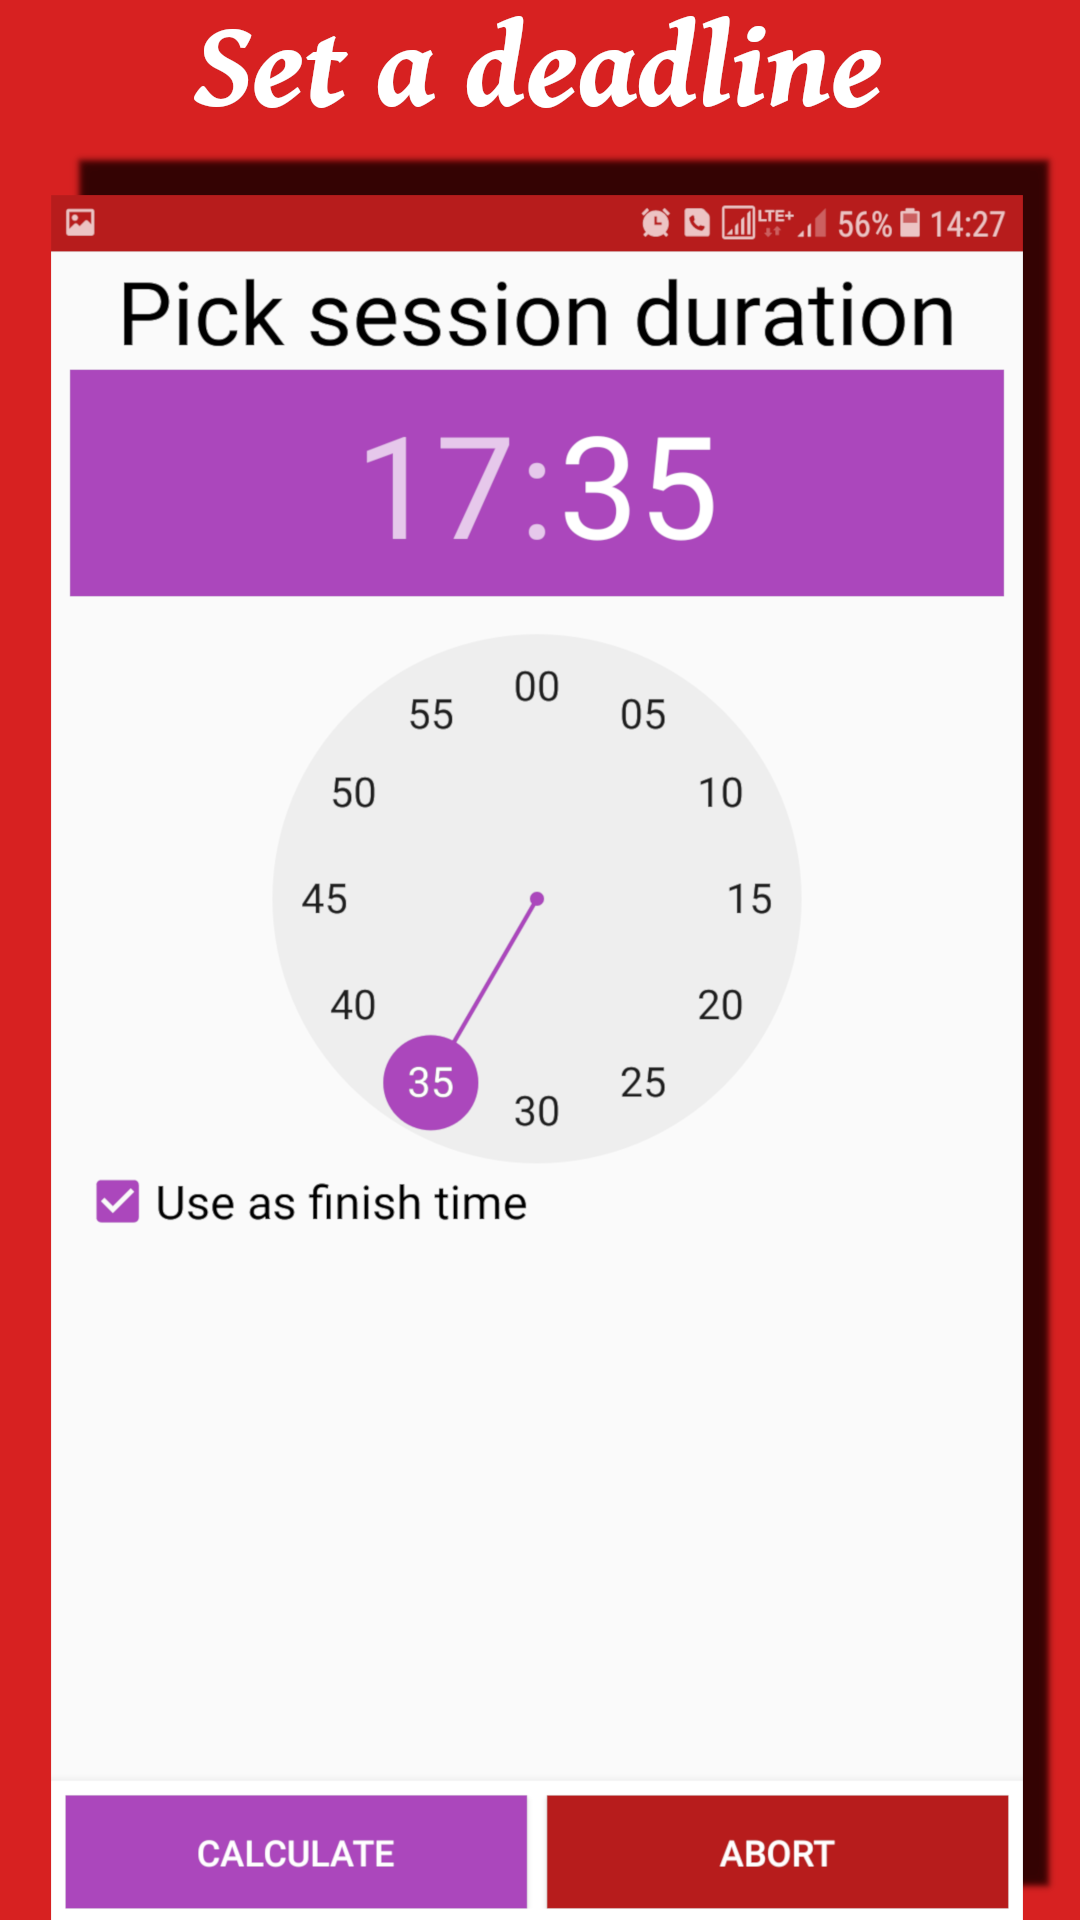 Set a deadline
LTE+ 56% 14:27
Pick session duration
17:35
00
55 05
50 10
45 15
40 20
35 25
30
Use as finish time
CALCULATE ABORT